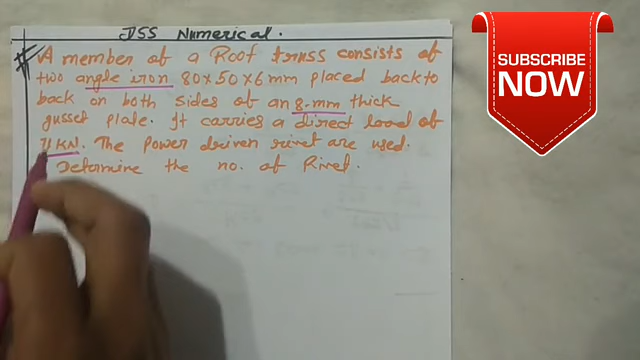 DSS Numerical.
A member of a Roof truss consists of
two angle iron 80x50x6mm placed back to
back on both sides of an 8-mm thick
gusset plate. It carries a direct load of
KN. The power driven rivet are used.
Determine the no. of Rivet.
SUBSCRIBE
NOW